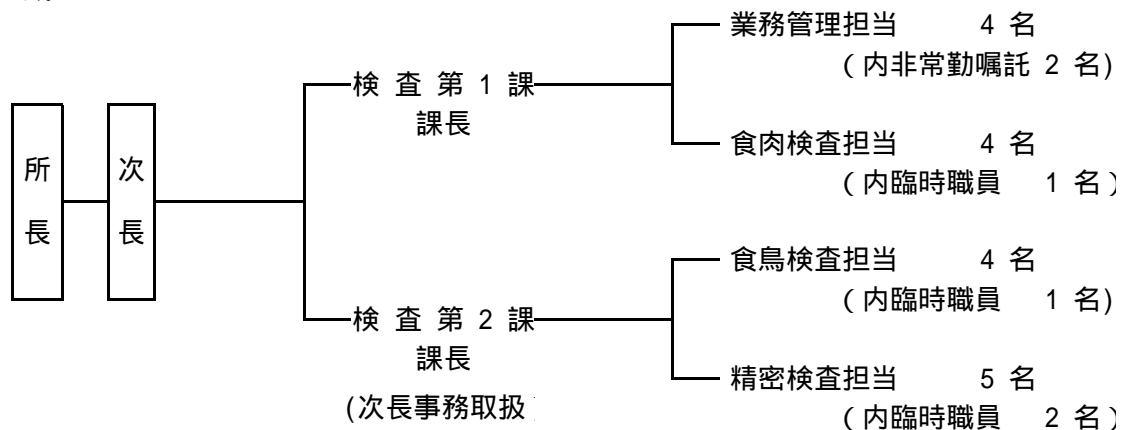 所長
次長
検 査 第 1 課
課長
業務管理担当 4 名
(内非常勤嘱託 2 名)
食肉検査担当 4 名
(内臨時職員 1 名)
検 査 第 2 課
課長
(次長事務取扱)
食鳥検査担当 4 名
(内臨時職員 1 名)
精密検査担当 5 名
(内臨時職員 2 名)